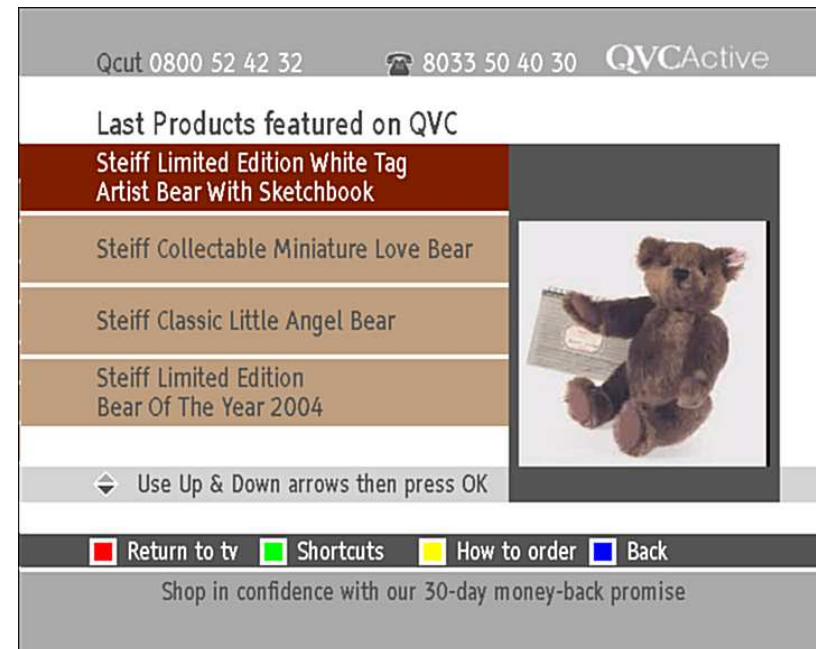 Qcut 0800 52 42 32 ☎ 8033 50 40 30 QVCActive
Last Products featured on QVC
Steiff Limited Edition White Tag
Artist Bear With Sketchbook
Steiff Collectable Miniature Love Bear
Steiff Classic Little Angel Bear
Steiff Limited Edition
Bear Of The Year 2004
Use Up & Down arrows then press OK
Return to tv Shortcuts How to order Back
Shop in confidence with our 30-day money-back promise